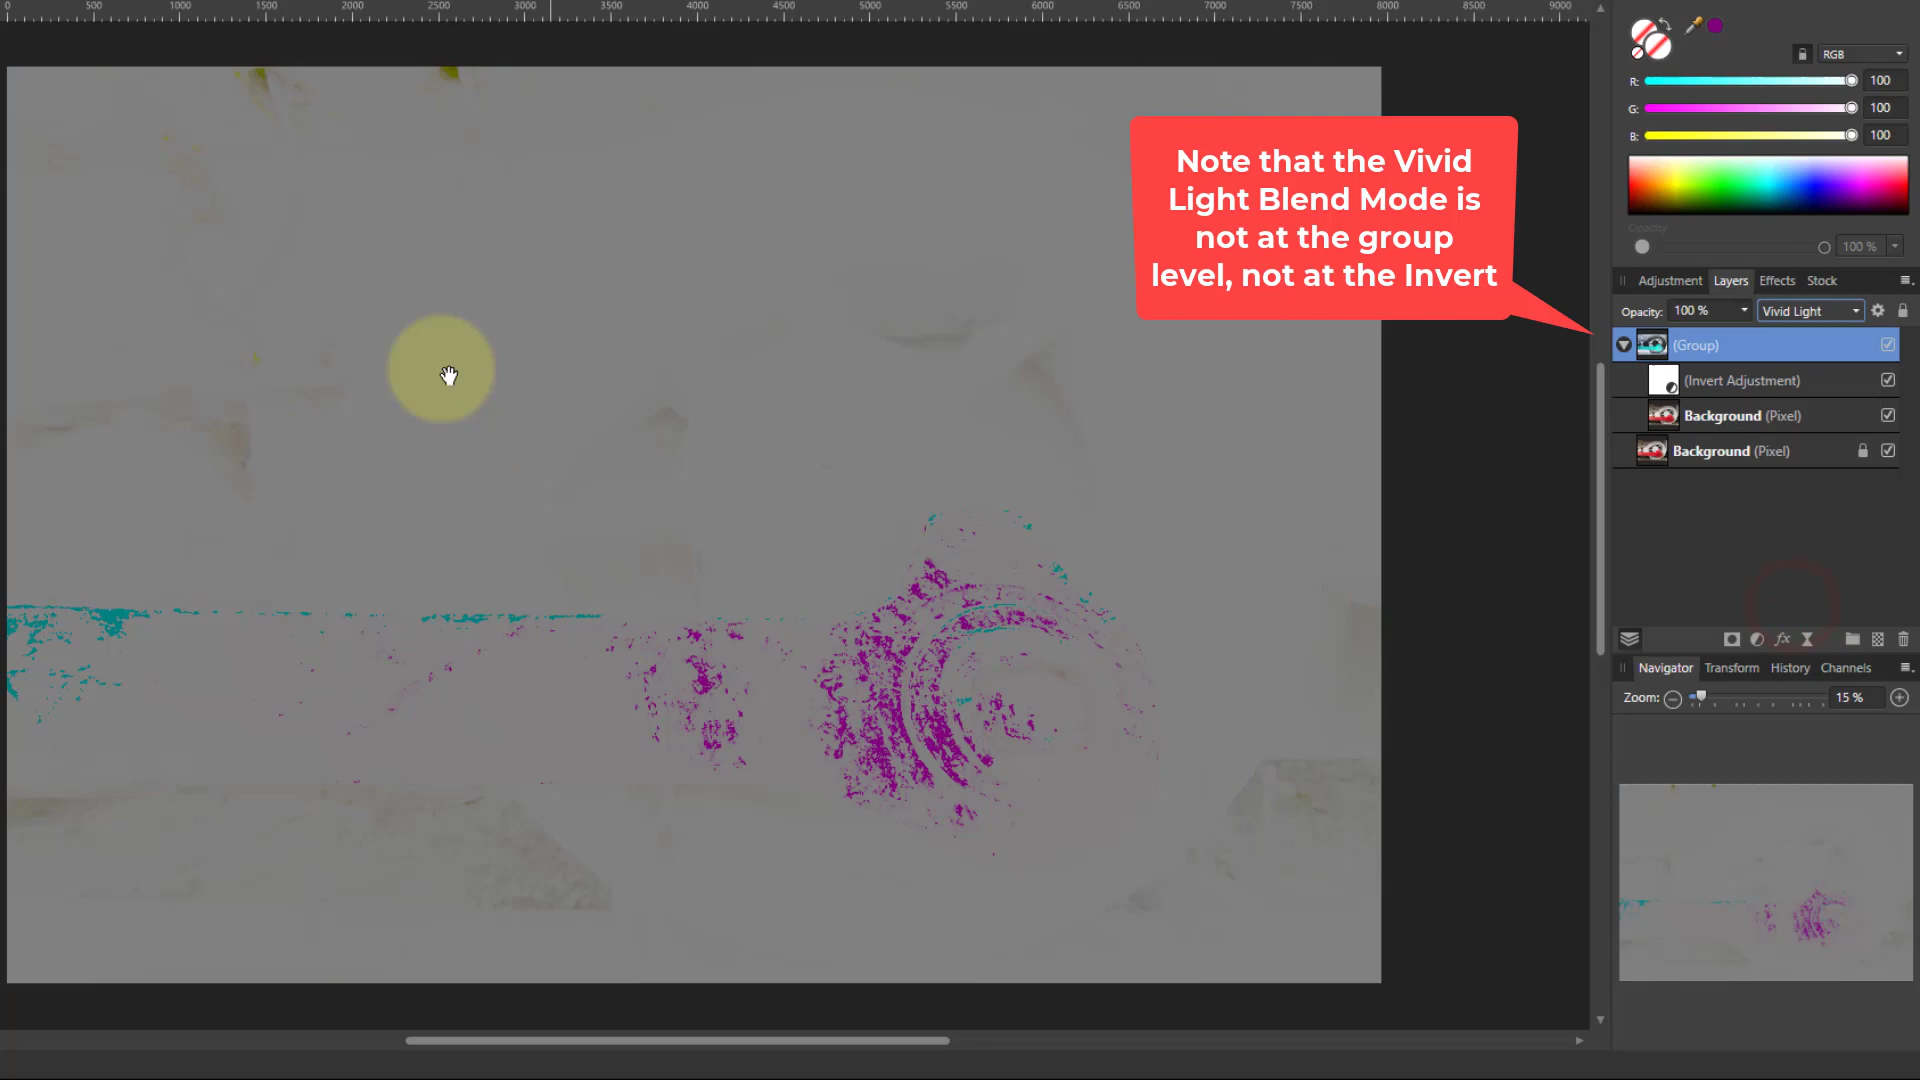 0 500 1000 1500 2000 2500 3000 3500 4000 4500 5000 5500 6000 6500 7000 7500 8000 8500 9000
RGB
R: 100
G: 100
B: 100
Opacity
100 %
Note that the Vivid
Light Blend Mode is
not at the group
level, not at the Invert
Adjustment Layers Effects Stock
Opacity: 100 % Vivid Light
(Group)
(Invert Adjustment)
Background (Pixel)
Background (Pixel)
fx
Navigator Transform History Channels
Zoom: 15 %